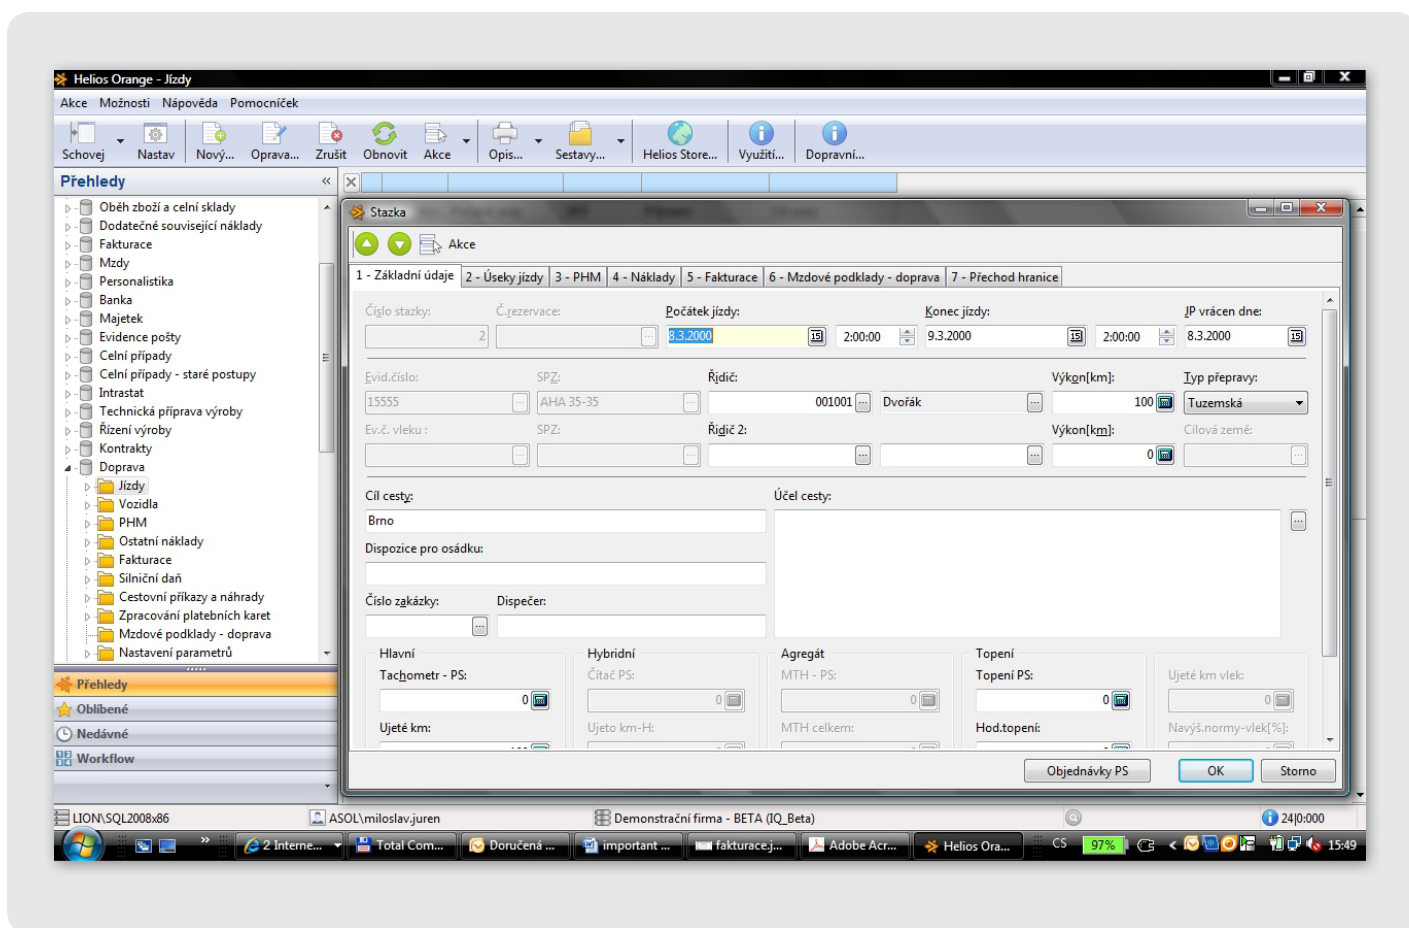 Helios Orange - Jízdy
Akce Možnosti Nápověda Pomocníček
Schovej Nastav Nový... Oprava... Zrušit Obnovit Akce Opis... Sestavy... Helios Store... Využití... Dopravní...
Přehledy «
Oběh zboží a celní sklady
Dodatečné související náklady
Fakturace
Mzdy
Personalistika
Banka
Majetek
Evidence pošty
Celní případy
Celní případy - staré postupy
Intrastat
Technická příprava výroby
Řízení výroby
Kontrakty
Doprava
Jízdy
Vozidla
PHM
Ostatní náklady
Fakturace
Silniční daň
Cestovní příkazy a náhrady
Zpracování platebních karet
Mzdové podklady - doprava
Nastavení parametrů
Přehledy
Oblíbené
Nedávné
Workflow
Stazka
Akce
1 - Základní údaje 2 - Úseky jízdy 3 - PHM 4 - Náklady 5 - Fakturace 6 - Mzdové podklady - doprava 7 - Přechod hranice
Číslo stazky: Č.rezervace: Počátek jízdy: Konec jízdy: JP vrácen dne:
2 8.3.2000 15 2:00:00 9.3.2000 15 2:00:00 8.3.2000 15
Evid.číslo: SPZ: Řidič: Výkon[km]: Typ přepravy:
15555 AHA 35-35 001001 Dvořák 100 Tuzemská
Ev.č. vleku : SPZ: Řidič 2: Výkon[km]: Cílová země:
0
Cíl cesty: Účel cesty:
Brno
Dispozice pro osádku:
Číslo zakázky: Dispečer:
Hlavní Hybridní Agregát Topení
Tachometr - PS: Čítač PS: MTH - PS: Topení PS: Ujeté km vlek:
0 0 0 0 0
Ujeté km: Ujeto km-H: MTH celkem: Hod.topení: Navýš.normy-vlek[%]:
Objednávky PS OK Storno
LION\SQL2008x86 ASOL\miloslav.juren Demonstrační firma - BETA (IQ_Beta) 24|0:000
» 2 Interne... Total Com... Doručená ... important ... fakturace.j... Adobe Acr... Helios Ora... CS 97% 15:49